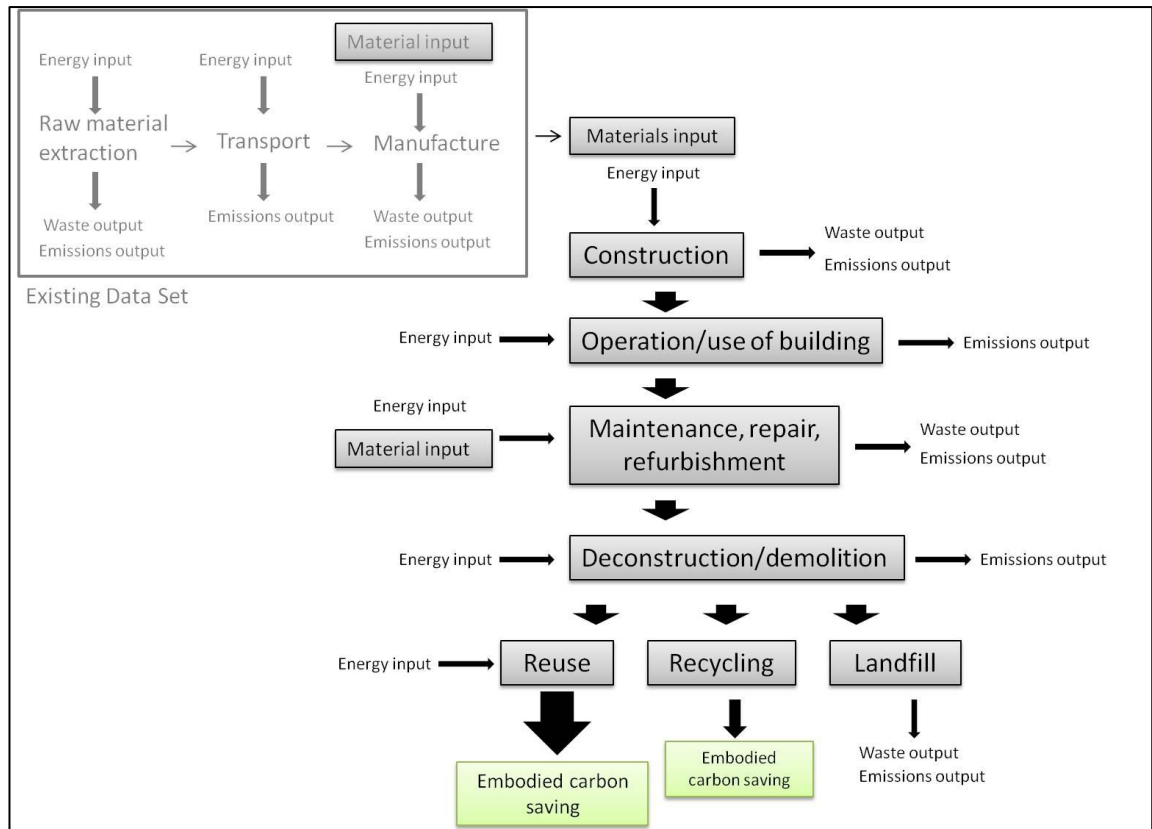 Material input
Energy input
Energy input
Energy input
Raw material
extraction
Transport
Manufacture
Waste output
Emissions output
Emissions output
Waste output
Emissions output
Existing Data Set
Materials input
Energy input
Construction
Waste output
Emissions output
Energy input
Operation/use of building
Emissions output
Energy input
Material input
Maintenance, repair,
refurbishment
Waste output
Emissions output
Energy input
Deconstruction/demolition
Emissions output
Energy input
Reuse
Recycling
Landfill
Embodied carbon
saving
Embodied
carbon saving
Waste output
Emissions output